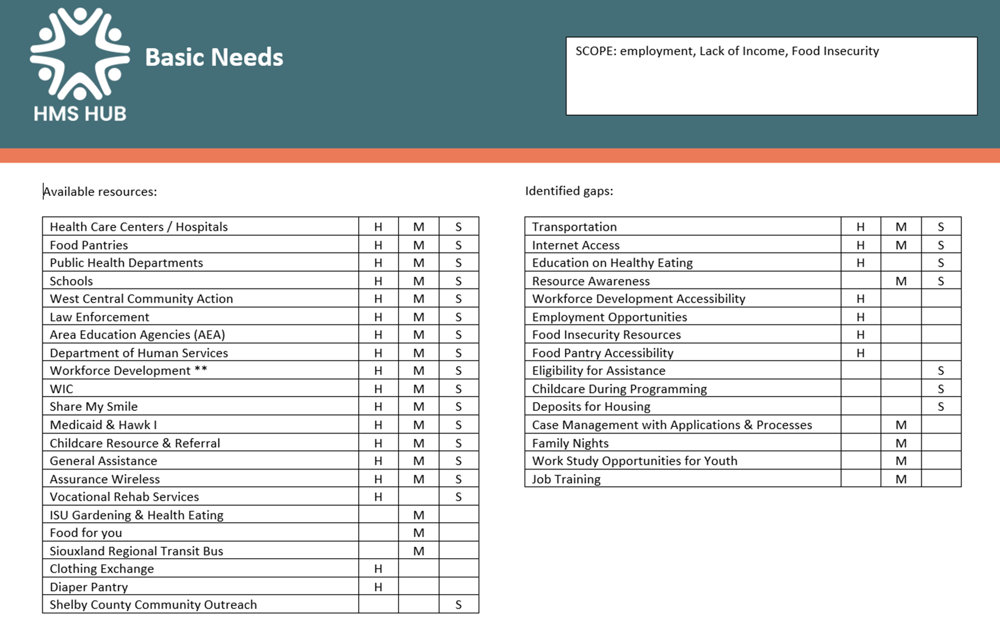 HMS HUB
Basic Needs
SCOPE: employment, Lack of Income, Food Insecurity
Available resources:
Health Care Centers / Hospitals H M S
Food Pantries H M S
Public Health Departments H M S
Schools H M S
West Central Community Action H M S
Law Enforcement H M S
Area Education Agencies (AEA) H M S
Department of Human Services H M S
Workforce Development ** H M S
WIC H M S
Share My Smile H M S
Medicaid & Hawk I H M S
Childcare Resource & Referral H M S
General Assistance H M S
Assurance Wireless H M S
Vocational Rehab Services H S
ISU Gardening & Health Eating M
Food for you M
Siouxland Regional Transit Bus M
Clothing Exchange H
Diaper Pantry H
Shelby County Community Outreach S
Identified gaps:
Transportation H M S
Internet Access H M S
Education on Healthy Eating H S
Resource Awareness M S
Workforce Development Accessibility H
Employment Opportunities H
Food Insecurity Resources H
Food Pantry Accessibility H
Eligibility for Assistance S
Childcare During Programming S
Deposits for Housing S
Case Management with Applications & Processes M
Family Nights M
Work Study Opportunities for Youth M
Job Training M